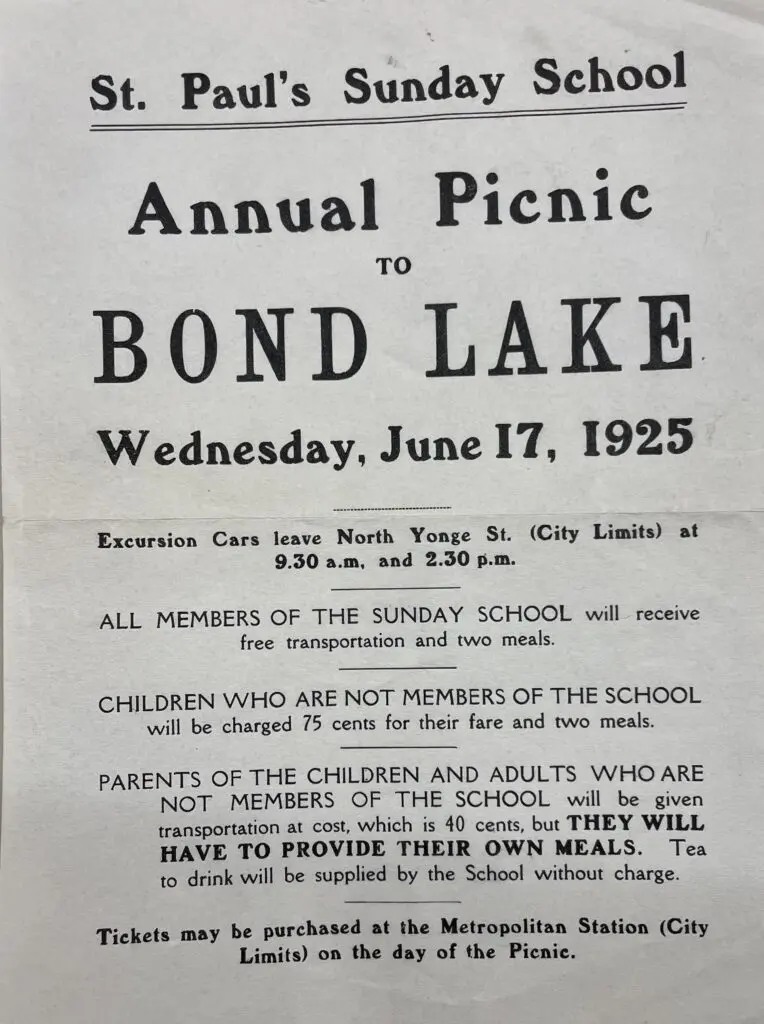 St. Paul's Sunday School
Annual Picnic
TO
BOND LAKE
Wednesday, June 17, 1925
Excursion Cars leave North Yonge St. (City Limits) at
9.30 a.m, and 2.30 p.m.
ALL MEMBERS OF THE SUNDAY SCHOOL will receive
free transportation and two meals.
CHILDREN WHO ARE NOT MEMBERS OF THE SCHOOL
will be charged 75 cents for their fare and two meals.
PARENTS OF THE CHILDREN AND ADULTS WHO ARE
NOT MEMBERS OF THE SCHOOL will be given
transportation at cost, which is 40 cents, but THEY WILL
HAVE TO PROVIDE THEIR OWN MEALS. Tea
to drink will be supplied by the School without charge.
Tickets may be purchased at the Metropolitan Station (City
Limits) on the day of the Picnic.